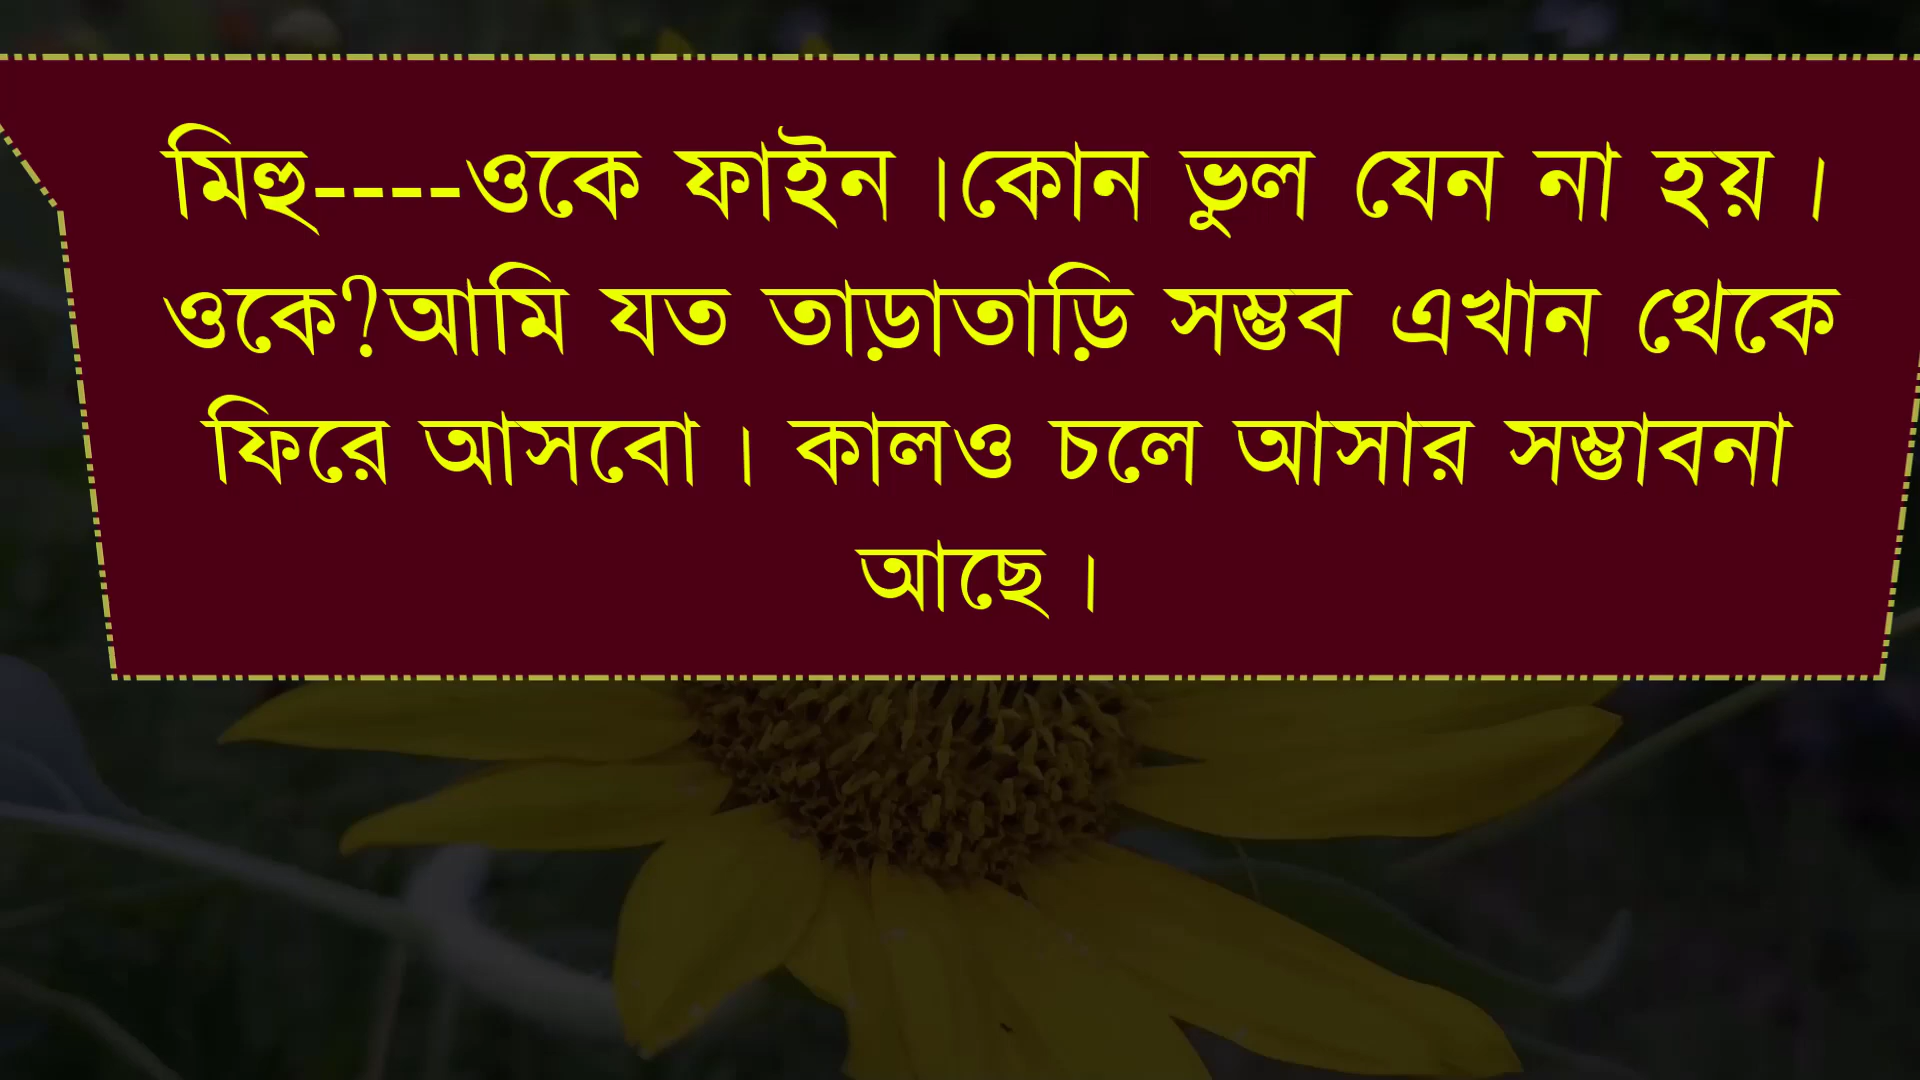 মিহু----ওকে ফাইন।কোন ভুল যেন না হয়।
ওকে?আমি যত তাড়াতাড়ি সম্ভব এখান থেকে
ফিরে আসবো। কালও চলে আসার সম্ভাবনা
আছে।